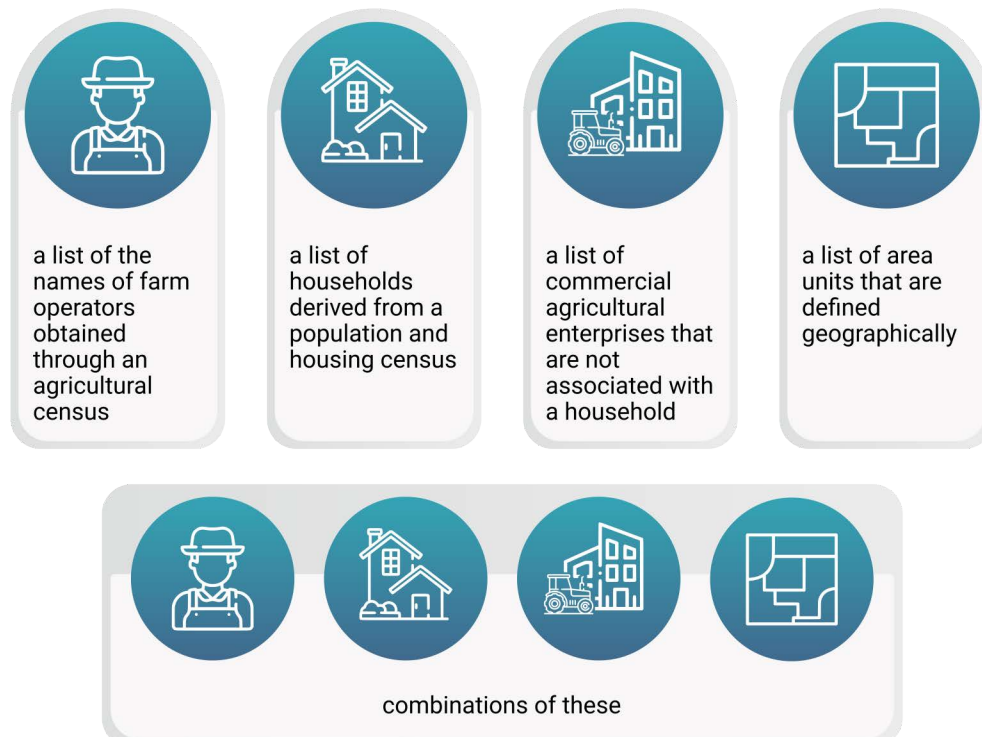 a list of the
names of farm
operators
obtained
through an
agricultural
census
a list of
households
derived from a
population and
housing census
a list of
commercial
agricultural
enterprises that
are not
associated with
a household
a list of area
units that are
defined
geographically
combinations of these